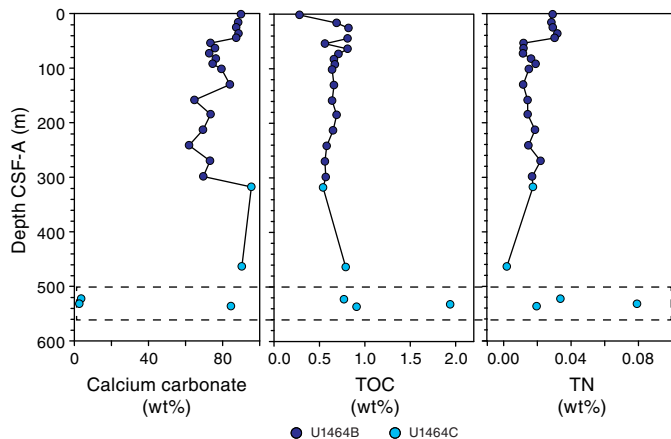 0
100
200
300
400
500
600
Depth CSF-A (m)
0 40 80
0.0 0.5 1.0 1.5 2.0
0.00 0.04 0.08
Calcium carbonate
(wt%)
TOC
(wt%)
TN
(wt%)
U1464B U1464C